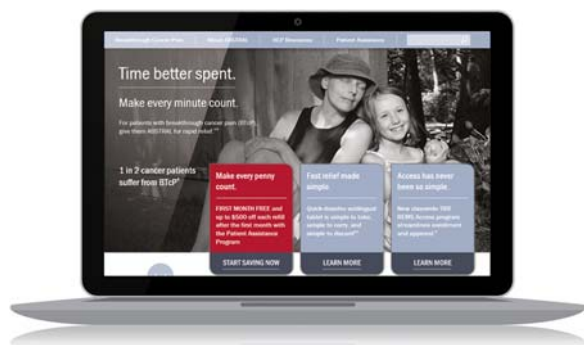 Breakthrough Cancer Pain
About ABSTRAL
HCP Resources
Patient Assistance
Time better spent.
Make every minute count.
For patients with breakthrough cancer pain (BTcP),
give them ABSTRAL for rapid relief.
1 in 2 cancer patients
suffer from BTcP
Make every penny
count.
FIRST MONTH FREE and
up to $500 off each refill
after the first month with
the Patient Assistance
Program
START SAVING NOW
Fast relief made
simple
Quick-dissolve sublingual
tablet is simple to take,
simple to carry, and
simple to discard
LEARN MORE
Access has never
been so simple.
REMS Access program
streamlines enrollment
and approval
LEARN MORE